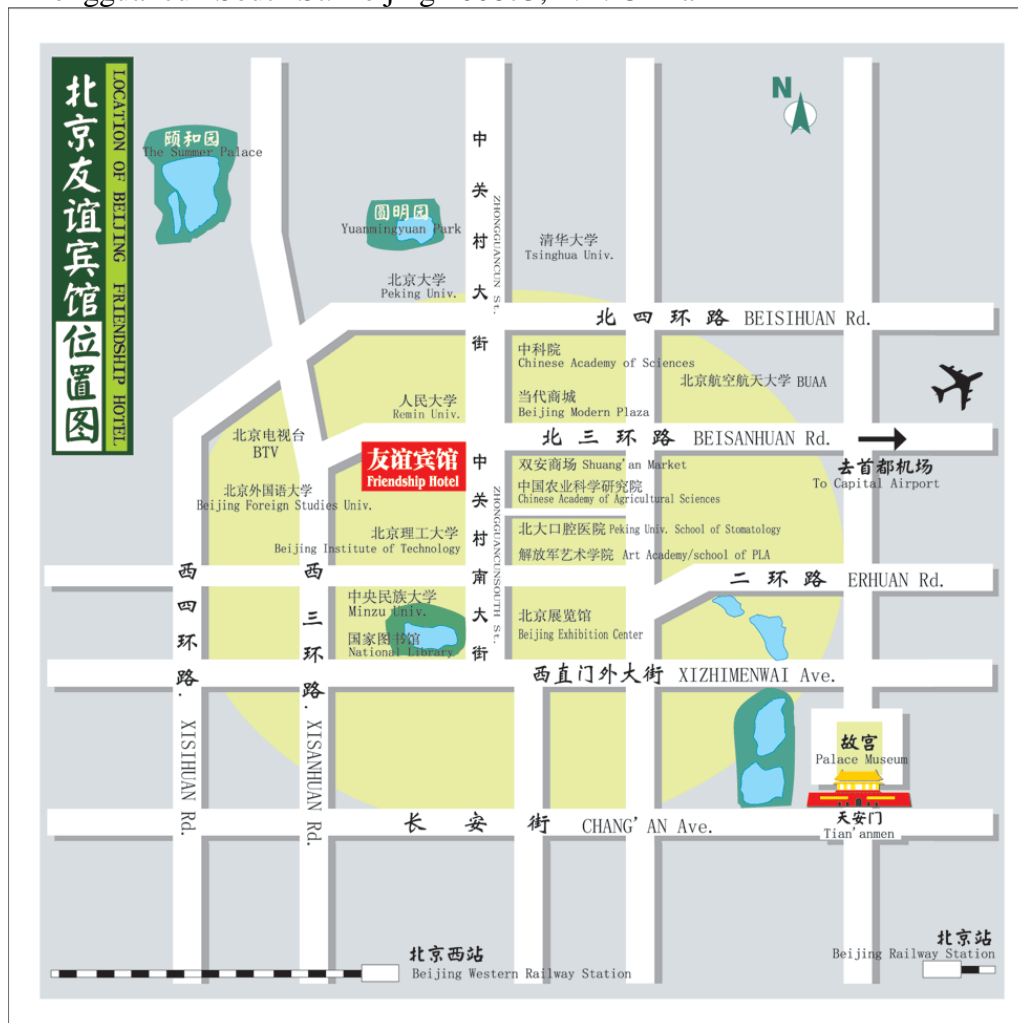 北京友谊宾馆位置图
LOCATION OF BEIJING FRIENDSHIP HOTEL
N
颐和园
The Summer Palace
圆明园
Yuanmingyuan Park
中关村大街
ZHONGGUANCUN St.
清华大学
Tsinghua Univ.
北京大学
Peking Univ.
北四环路 BEISIHUAN Rd.
中科院
Chinese Academy of Sciences
北京航空航天大学 BUAA
当代商城
Beijing Modern Plaza
人民大学
Remin Univ.
北京电视台
BTV
北三环路 BEISANHUAN Rd.
去首都机场
To Capital Airport
友谊宾馆
Friendship Hotel
双安商场 Shuang'an Market
中国农业科学研究院
Chinese Academy of Agricultural Sciences
北京外国语大学
Beijing Foreign Studies Univ.
中关村南大街
ZHONGGUANCUNSOUTH St.
北大口腔医院 Peking Univ. School of Stomatology
北京理工大学
Beijing Institute of Technology
解放军艺术学院 Art Academy/school of PLA
二环路 ERHUAN Rd.
西四环路. XISIHUAN Rd.
西三环路. XISANHUAN Rd.
中央民族大学
Minzu Univ.
国家图书馆
National Library
北京展览馆
Beijing Exhibition Center
西直门外大街 XIZHIMENWAI Ave.
故宫
Palace Museum
天安门
Tian'anmen
长安街 CHANG'AN Ave.
北京西站
Beijing Western Railway Station
北京站
Beijing Railway Station